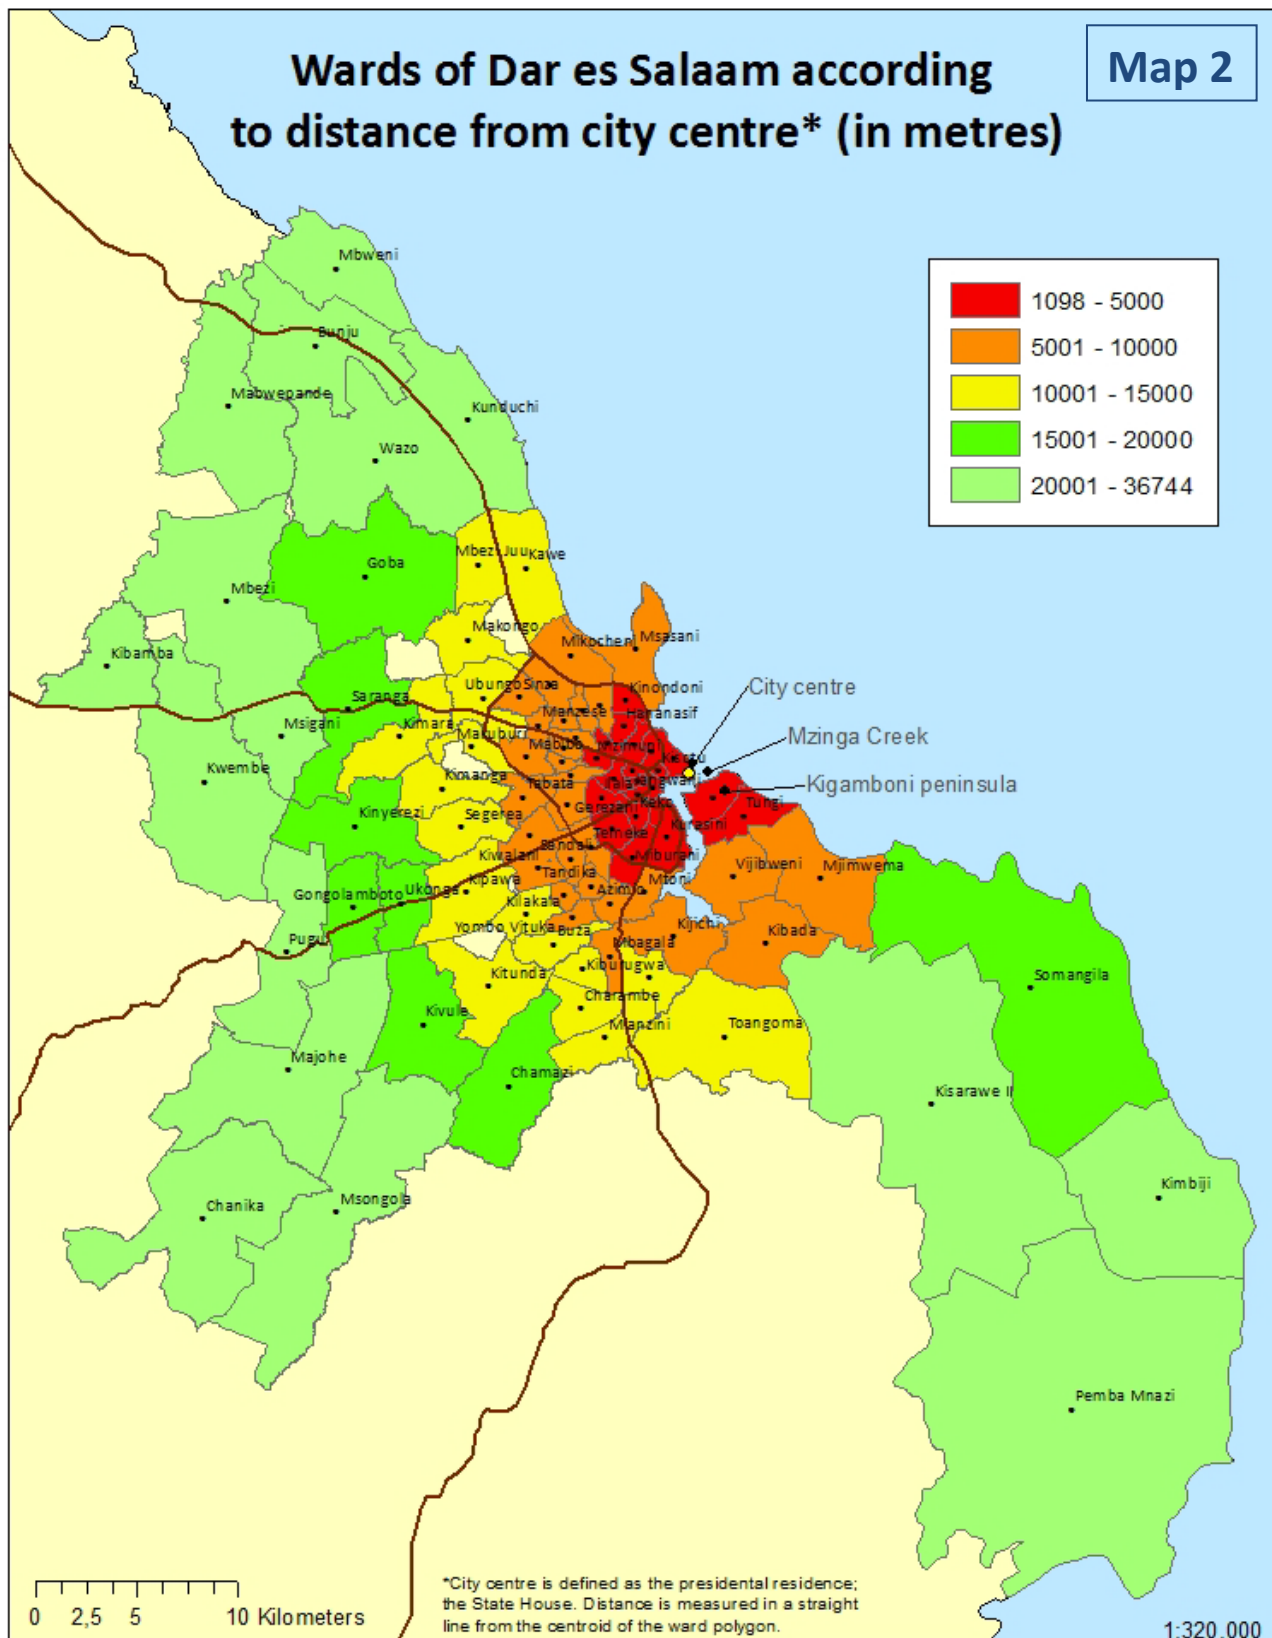 Map 2
Wards of Dar es Salaam according
to distance from city centre* (in metres)
1098 - 5000
5001 - 10000
10001 - 15000
15001 - 20000
20001 - 36744
Mbweni
Bunju
Mabwepande
Kunduchi
Wazo
Mbezi Juu
Kawe
Goba
Mbezi
Makongo
Mikocheni
Msasani
Kibamba
Ubungo
Sinza
Kinondoni
City centre
Saranga
Manzese
Hananasif
Msigani
Kimara
Makuburi
Mabibo
Mzimuni
Kisutu
Mzinga Creek
Kwembe
Kimanga
Tabata
Kigamboni peninsula
Gerezani
Keko
Tungi
Kinyerezi
Segerea
Temeke
Kurasini
Kiwalani
Sandali
Miburani
Vijibweni
Mjimwema
Gongolamboto
Ukonga
Kipawa
Tandika
Azimio
Mtoni
Kilakala
Yombo Vituka
Buza
Kijichi
Kibada
Pugu
Mbagala
Kitunda
Kiburugwa
Somangila
Charambe
Kivule
Mianzini
Toangoma
Majohe
Chamazi
Kisarawe II
Chanika
Msongola
Kimbiji
Pemba Mnazi
0 2,5 5 10 Kilometers
*City centre is defined as the presidental residence;
the State House. Distance is measured in a straight
line from the centroid of the ward polygon.
1:320,000